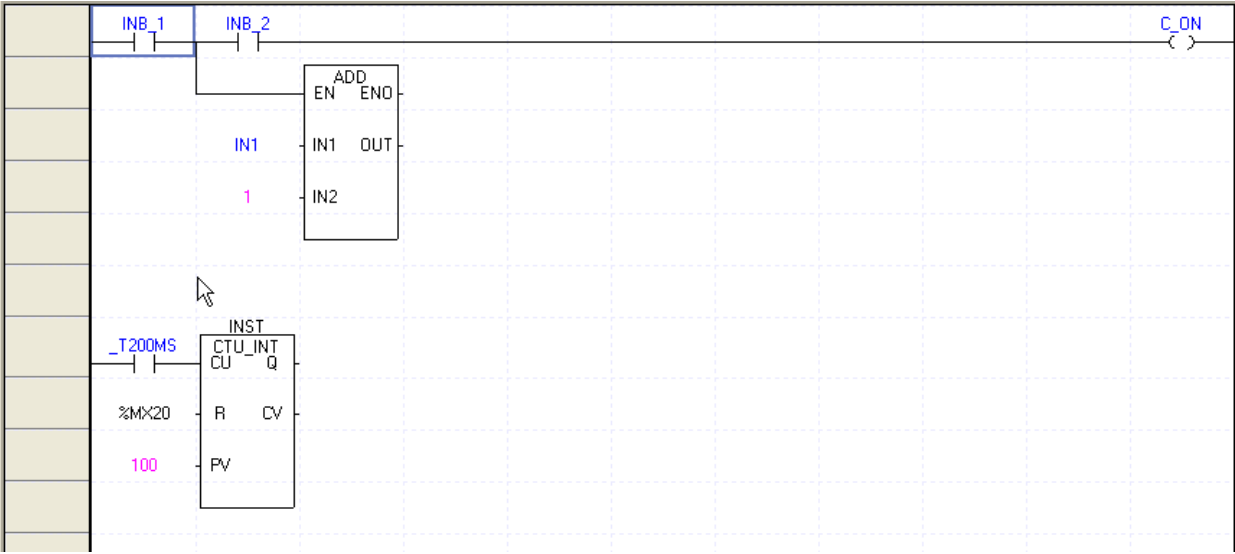 INB_1 INB_2 C_ON
ADD
EN ENO
IN1 IN1 OUT
1 IN2
INST
_T200MS CTU_INT
CU Q
%MX20 R CV
100 PV